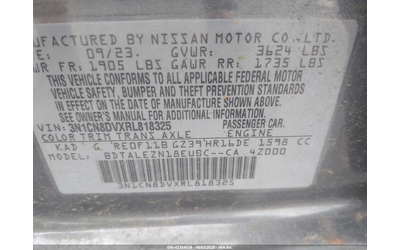 UFACTURED BY NISSAN MOTOR CO., LTD.
E: 09/23. GVWR: 3624 LBS
WR FR: 1905 LBS GAWR RR: 1735 LBS
THIS VEHICLE CONFORMS TO ALL APPLICABLE FEDERAL MOTOR
VEHICLE SAFETY, BUMPER AND THEFT PREVENTION STANDARDS
IN EFFECT ON THE DATE OF MANUFACTURE SHOWN ABOVE.
SEE OWNER'S MANUAL FOR ADDITIONAL INFORMATION
VIN: 3N1CN8DVXRL818325
COLOR TRIM TRANS AXLE ENGINE
KAD G RE0F11B GZ39 HR16DE 1598 CC
MODEL: BDTALEZN18EUBC--CA 4Z000
3N1CN8DVXRL818325